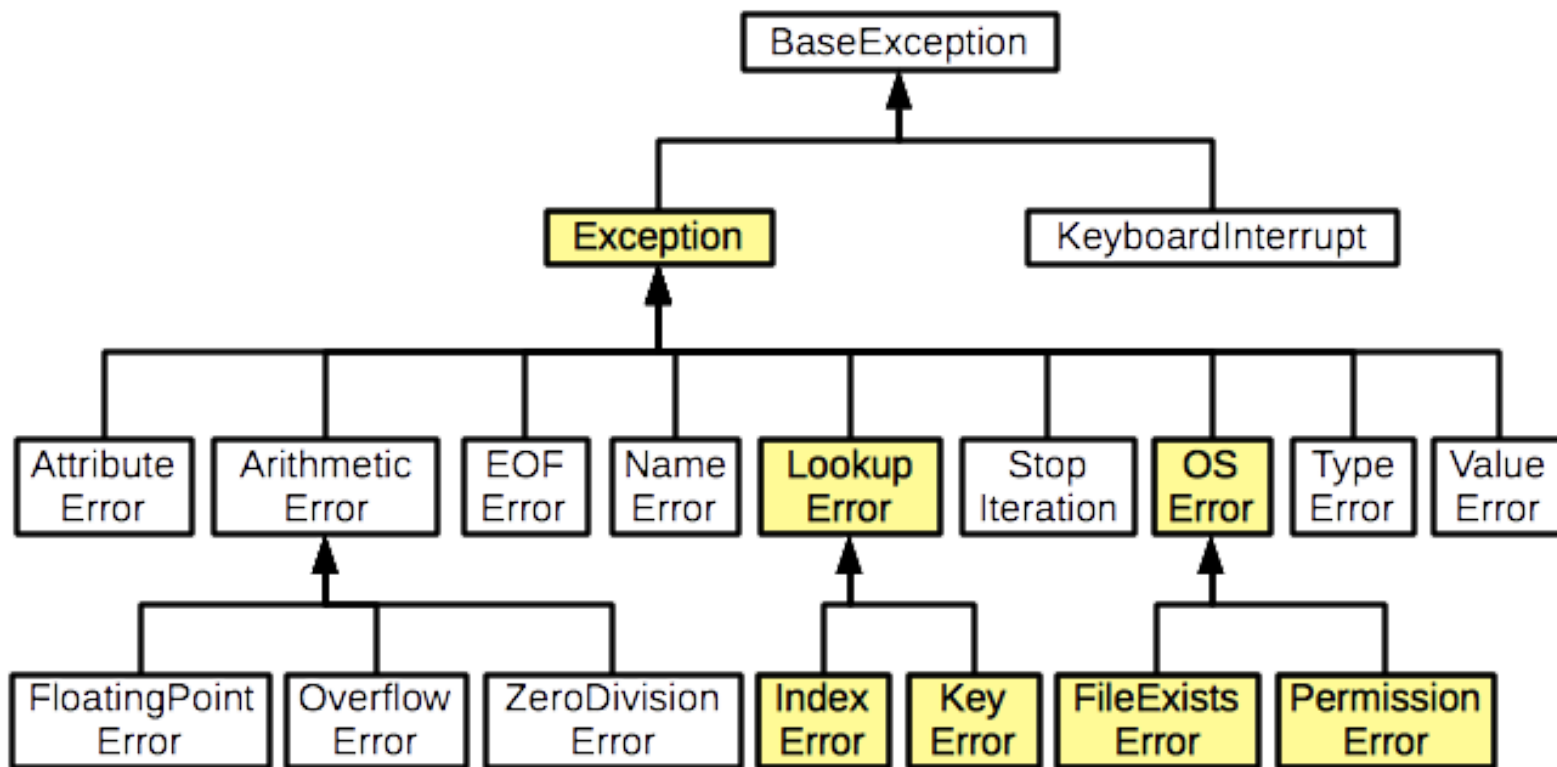 BaseException
Exception
KeyboardInterrupt
Attribute
Error
Arithmetic
Error
EOF
Error
Name
Error
Lookup
Error
Stop
Iteration
OS
Error
Type
Error
Value
Error
FloatingPoint
Error
Overflow
Error
ZeroDivision
Error
Index
Error
Key
Error
FileExists
Error
Permission
Error